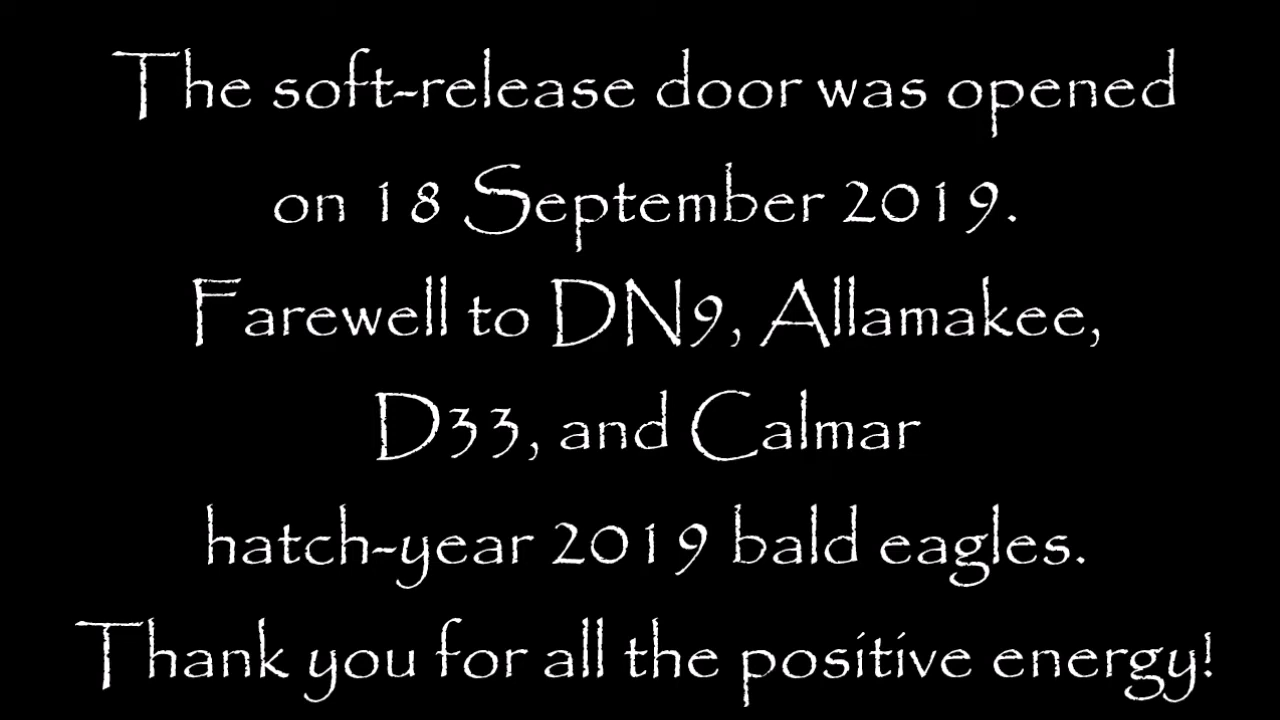 The soft-release door was opened
on 18 September 2019.
Farewell to DN9, Allamakee,
D33, and Calmar
hatch-year 2019 bald eagles.
Thank you for all the positive energy!